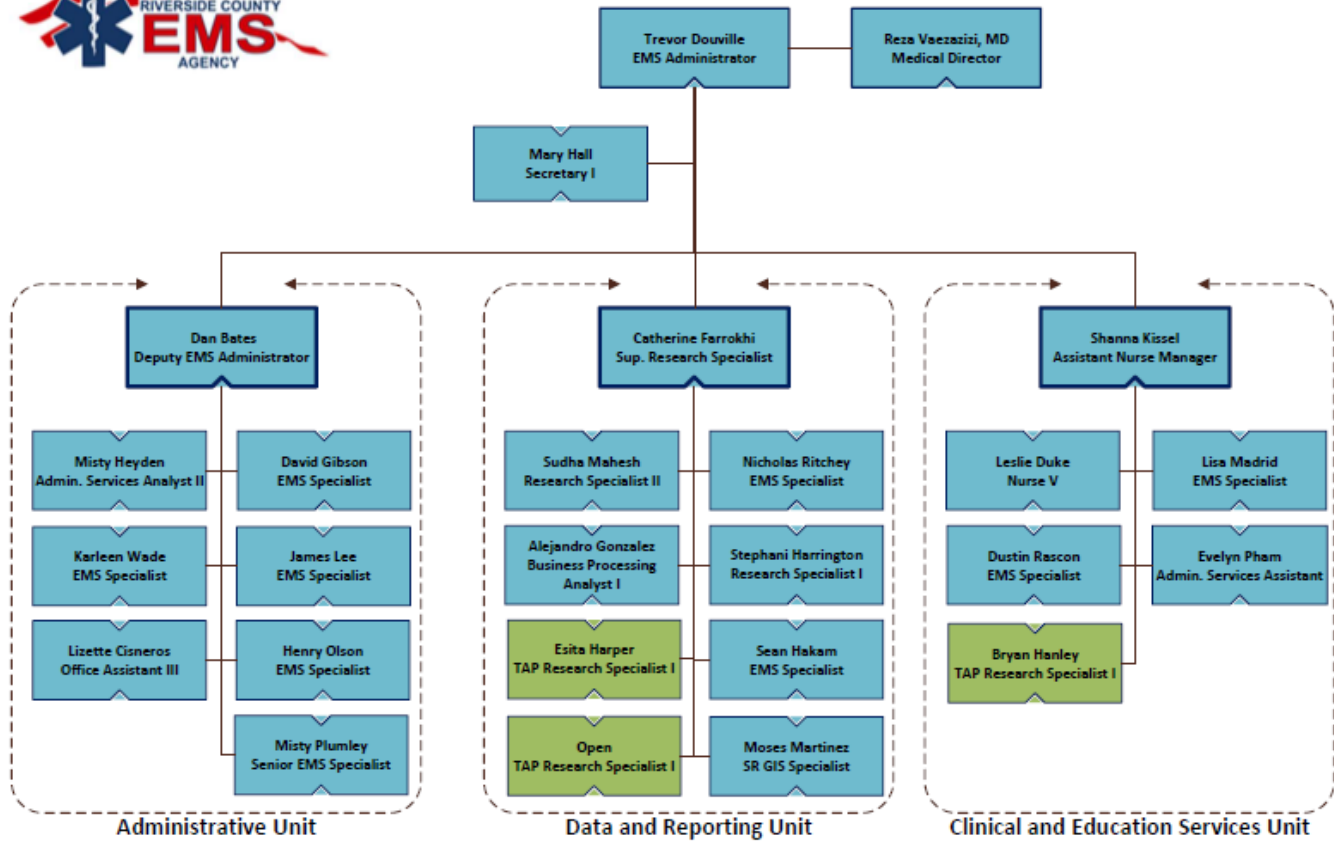 RIVERSIDE COUNTY
EMS
AGENCY
Trevor Douville
EMS Administrator
Reza Vaezazizi, MD
Medical Director
Mary Hall
Secretary I
Dan Bates
Deputy EMS Administrator
Catherine Farrokhi
Sup. Research Specialist
Shanna Kissel
Assistant Nurse Manager
Misty Heyden
Admin. Services Analyst II
David Gibson
EMS Specialist
Karleen Wade
EMS Specialist
James Lee
EMS Specialist
Lizette Cisneros
Office Assistant III
Henry Olson
EMS Specialist
Misty Plumley
Senior EMS Specialist
Sudha Mahesh
Research Specialist II
Nicholas Ritchey
EMS Specialist
Alejandro Gonzalez
Business Processing
Analyst I
Stephani Harrington
Research Specialist I
Esita Harper
TAP Research Specialist I
Sean Hakam
EMS Specialist
Open
TAP Research Specialist I
Moses Martinez
SR GIS Specialist
Leslie Duke
Nurse V
Lisa Madrid
EMS Specialist
Dustin Rascon
EMS Specialist
Evelyn Pham
Admin. Services Assistant
Bryan Hanley
TAP Research Specialist I
Administrative Unit
Data and Reporting Unit
Clinical and Education Services Unit